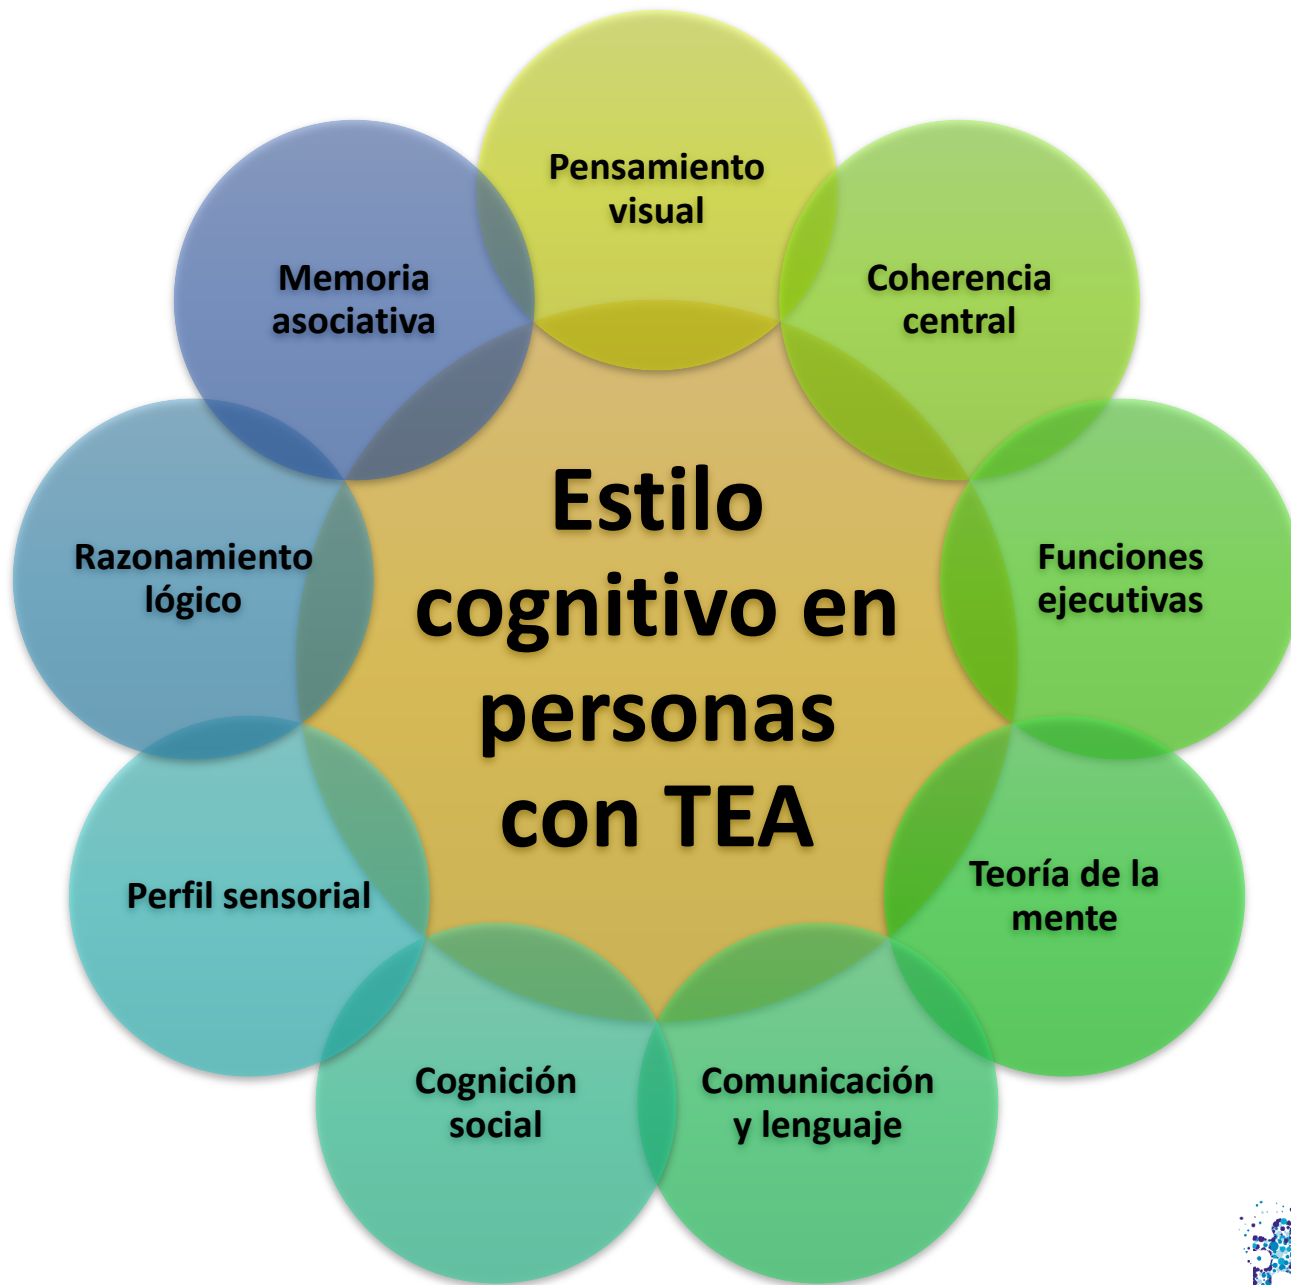 Pensamiento
visual
Coherencia
central
Funciones
ejecutivas
Teoría de la
mente
Comunicación
y lenguaje
Cognición
social
Perfil sensorial
Razonamiento
lógico
Memoria
asociativa
Estilo
cognitivo en
personas
con TEA